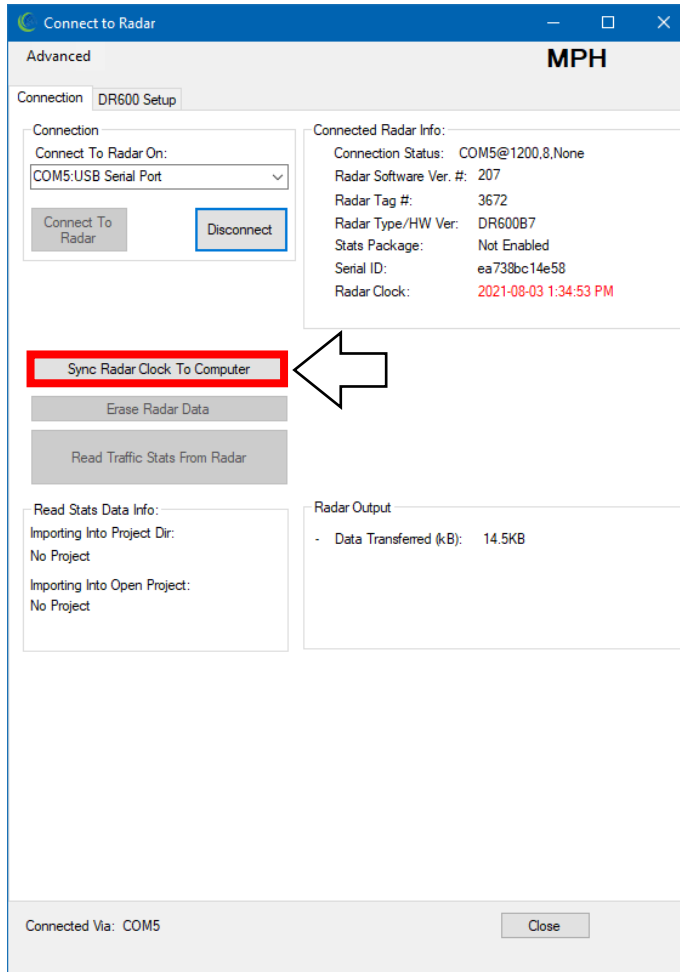 Connect to Radar
Advanced
MPH
Connection
DR600 Setup
Connection
Connect To Radar On:
COM5:USB Serial Port
Connect To
Radar
Disconnect
Connected Radar Info:
Connection Status: COM5@1200,8,None
Radar Software Ver. #: 207
Radar Tag #: 3672
Radar Type/HW Ver: DR600B7
Stats Package: Not Enabled
Serial ID: ea738bc14e58
Radar Clock: 2021-08-03 1:34:53 PM
Sync Radar Clock To Computer
Erase Radar Data
Read Traffic Stats From Radar
Read Stats Data Info:
Importing Into Project Dir:
No Project
Importing Into Open Project:
No Project
Radar Output
- Data Transferred (kB): 14.5KB
Connected Via: COM5
Close